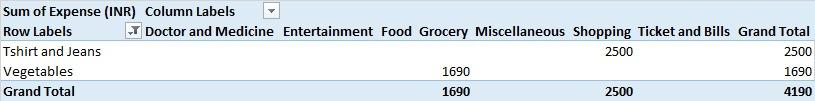 Sum of Expense (INR) Column Labels
Row Labels Doctor and Medicine Entertainment Food Grocery Miscellaneous Shopping Ticket and Bills Grand Total
Tshirt and Jeans 2500 2500
Vegetables 1690 1690
Grand Total 1690 2500 4190